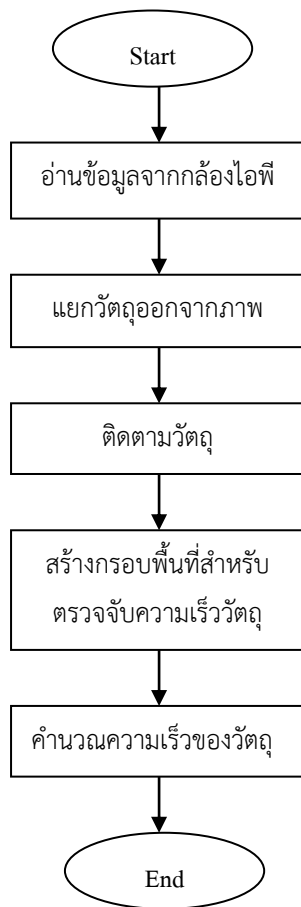 Start
อ่านข้อมูลจากกล้องไอพี
แยกวัตถุออกจากภาพ
ติดตามวัตถุ
สร้างกรอบพื้นที่สำหรับ
ตรวจจับความเร็ววัตถุ
คำนวณความเร็วของวัตถุ
End